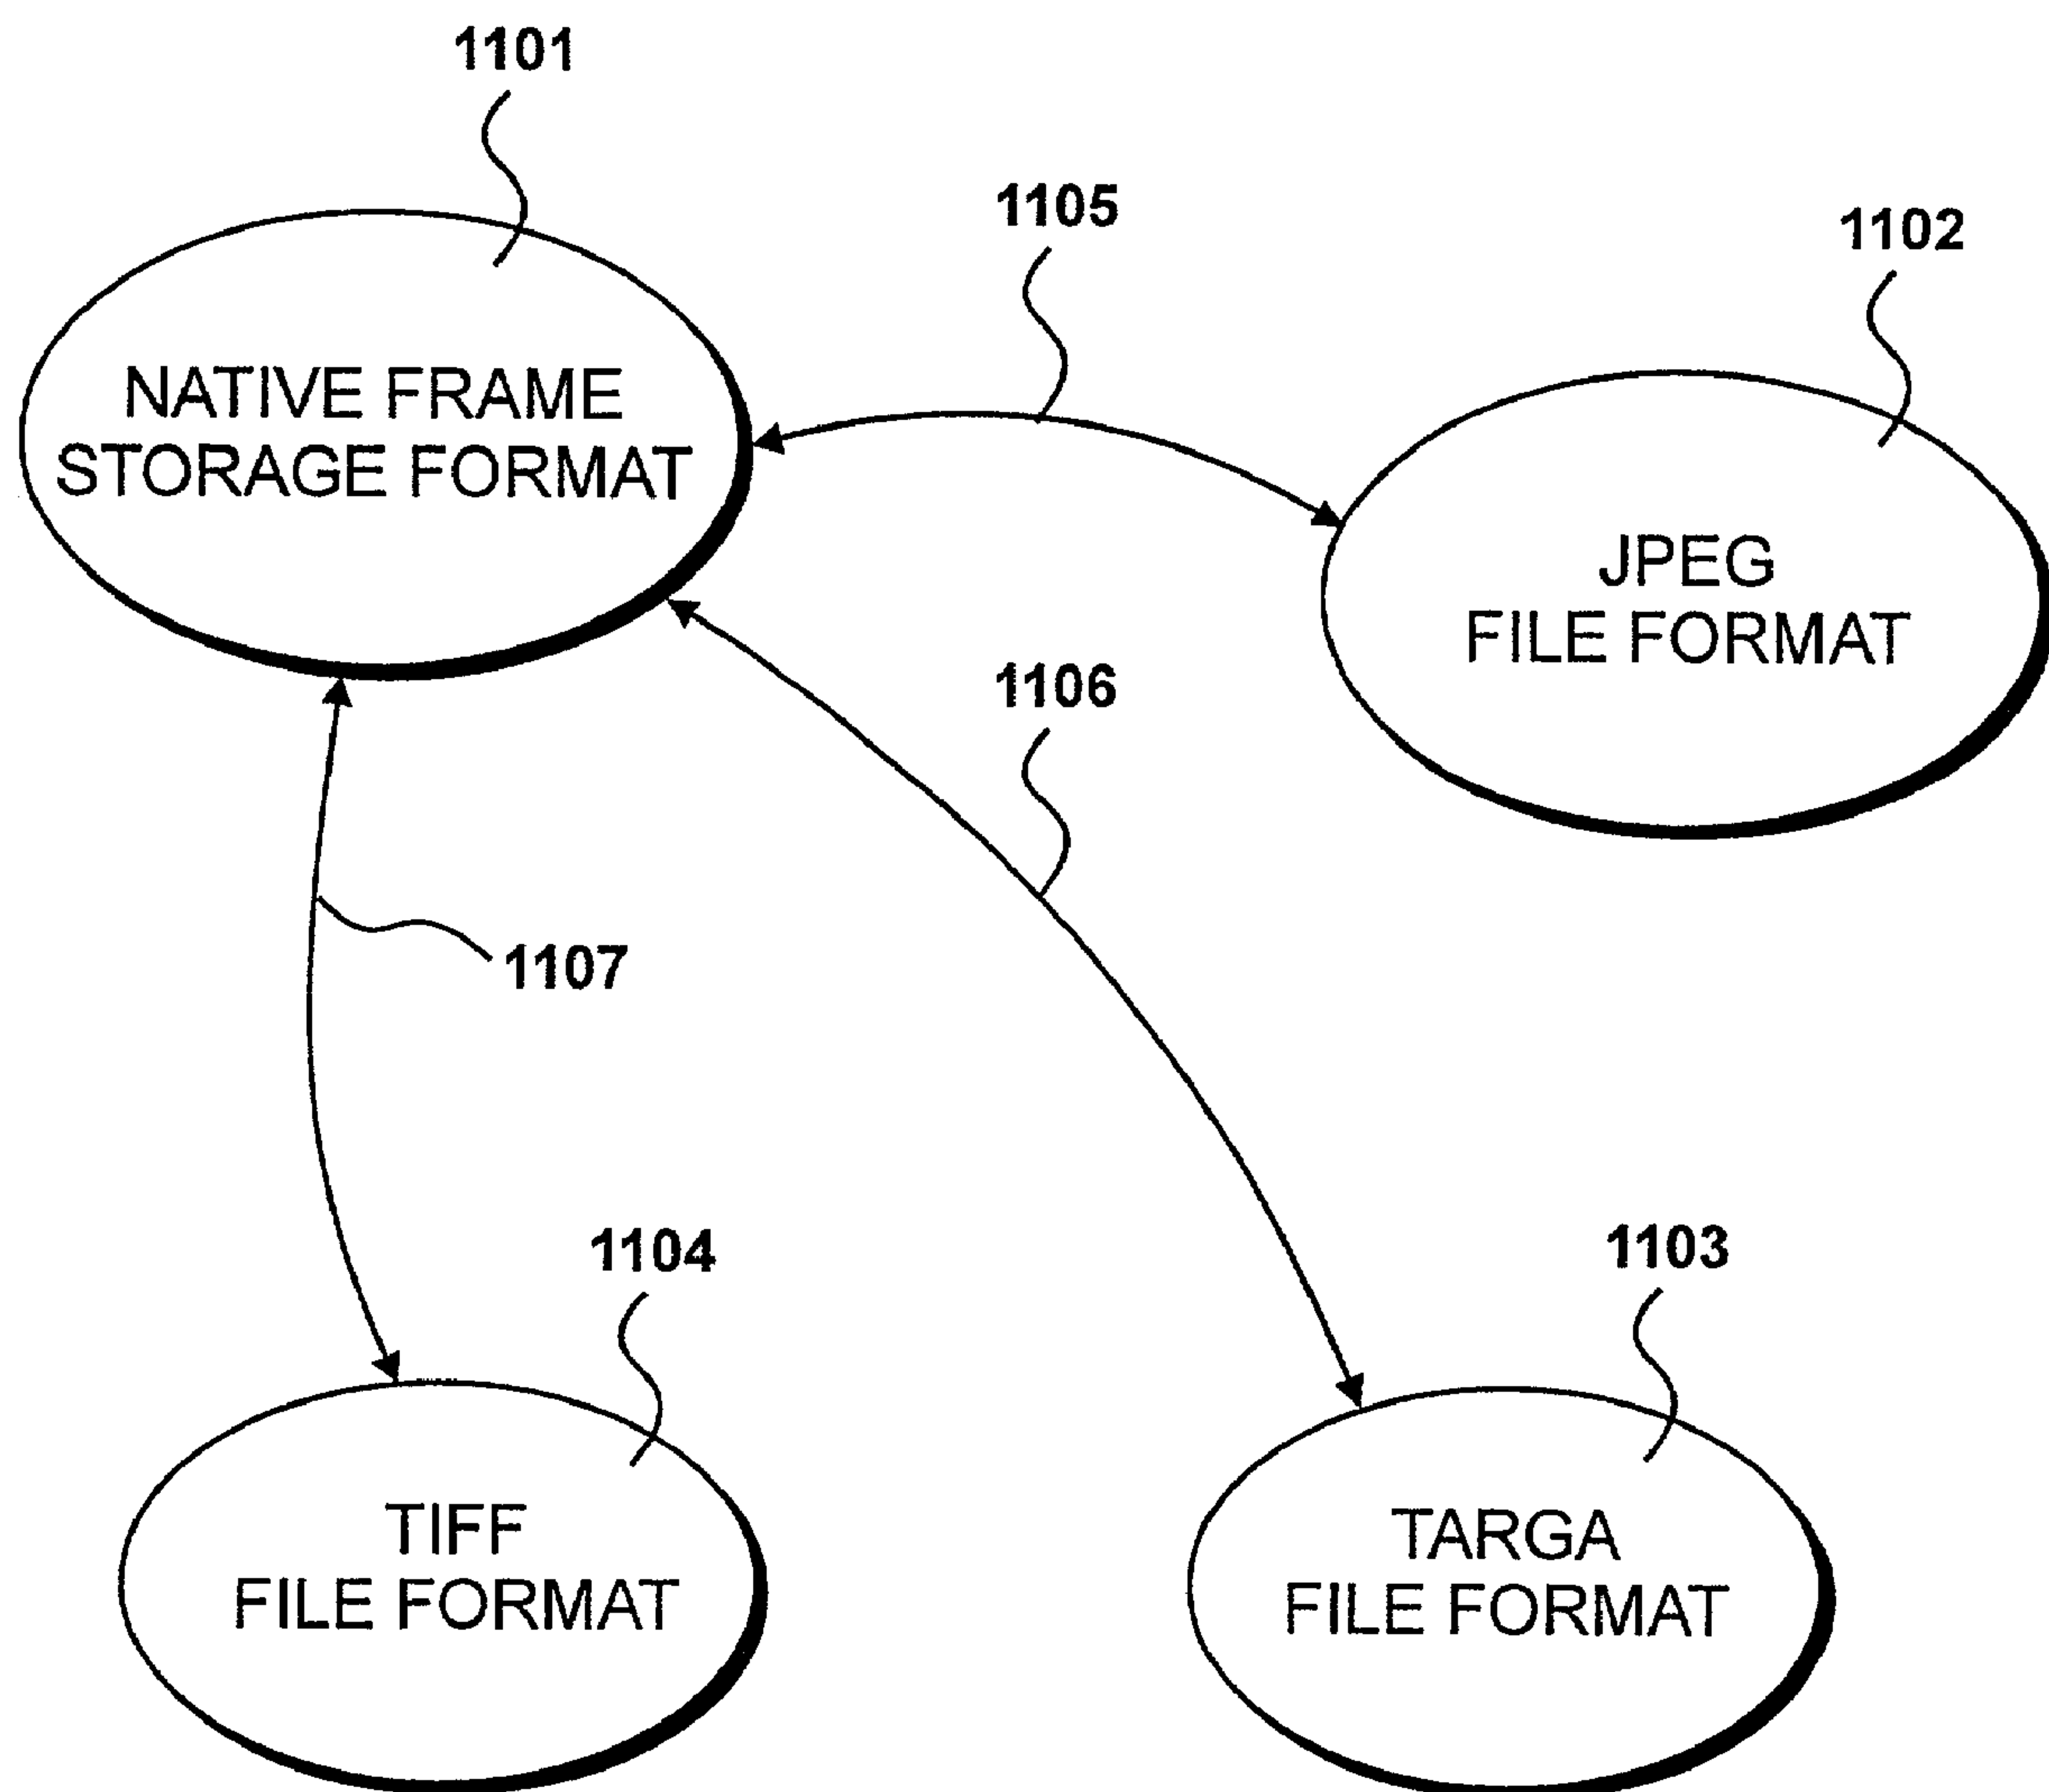 1101
1105
1102
NATIVE FRAME
STORAGE FORMAT
JPEG
FILE FORMAT
1106
1107
1104
1103
TIFF
FILE FORMAT
TARGA
FILE FORMAT